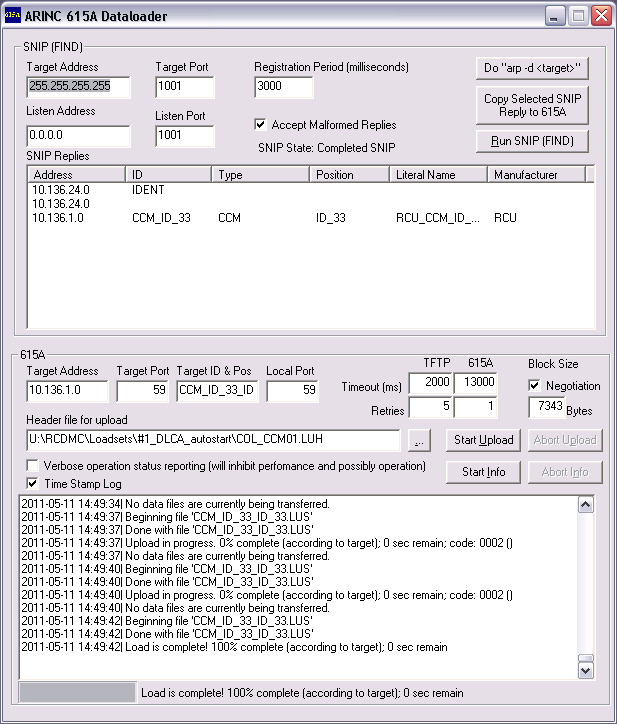 615a ARINC 615A Dataloader
SNIP (FIND)
Target Address
Target Port
Registration Period (milliseconds)
255.255.255.255
1001
3000
Do "arp -d <target>"
Listen Address
Listen Port
0.0.0.0
1001
Accept Malformed Replies
SNIP State: Completed SNIP
Copy Selected SNIP
Reply to 615A
Run SNIP (FIND)
SNIP Replies
Address ID Type Position Literal Name Manufacturer
10.136.24.0 IDENT
10.136.24.0
10.136.1.0 CCM_ID_33 CCM ID_33 RCU_CCM_ID_... RCU
615A
Target Address Target Port Target ID & Pos Local Port
10.136.1.0 59 CCM_ID_33_ID 59
TFTP 615A
Timeout (ms) 2000 13000
Retries 5 1
Block Size
Negotiation
7343 Bytes
Header file for upload
U:\RCDMC\Loadsets\#1_DLCA_autostart\COL_CCM01.LUH
...
Start Upload
Abort Upload
Verbose operation status reporting (will inhibit perfomance and possibly operation)
Start Info
Abort Info
Time Stamp Log
2011-05-11 14:49:34| No data files are currently being transferred.
2011-05-11 14:49:37| Beginning file 'CCM_ID_33_ID_33.LUS'
2011-05-11 14:49:37| Done with file 'CCM_ID_33_ID_33.LUS'
2011-05-11 14:49:37| Upload in progress. 0% complete (according to target); 0 sec remain; code: 0002 ()
2011-05-11 14:49:37| No data files are currently being transferred.
2011-05-11 14:49:40| Beginning file 'CCM_ID_33_ID_33.LUS'
2011-05-11 14:49:40| Done with file 'CCM_ID_33_ID_33.LUS'
2011-05-11 14:49:40| Upload in progress. 0% complete (according to target); 0 sec remain; code: 0002 ()
2011-05-11 14:49:40| No data files are currently being transferred.
2011-05-11 14:49:42| Beginning file 'CCM_ID_33_ID_33.LUS'
2011-05-11 14:49:42| Done with file 'CCM_ID_33_ID_33.LUS'
2011-05-11 14:49:42| Load is complete! 100% complete (according to target); 0 sec remain
Load is complete! 100% complete (according to target); 0 sec remain